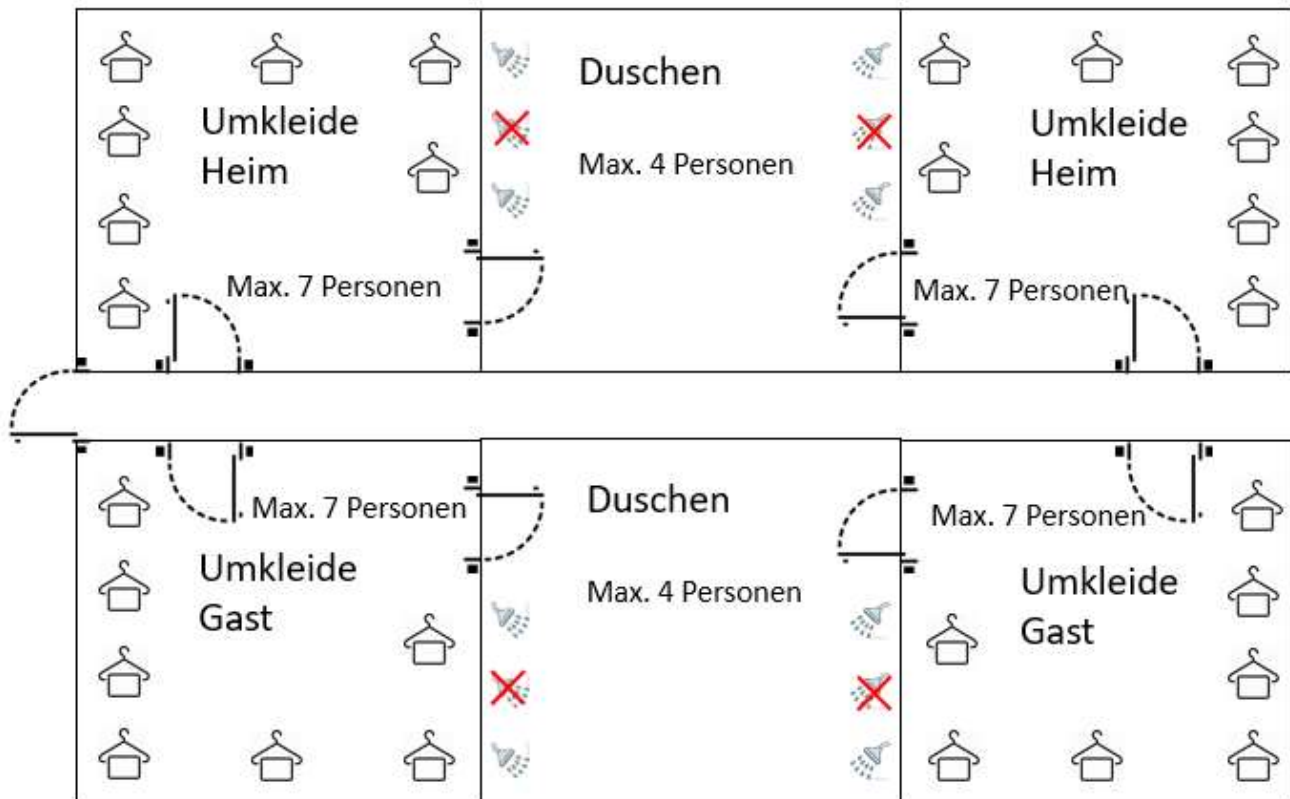 Duschen
Umkleide
Heim
Max. 4 Personen
Umkleide
Heim
Max. 7 Personen
Max. 7 Personen
Max. 7 Personen
Duschen
Max. 7 Personen
Umkleide
Gast
Max. 4 Personen
Umkleide
Gast